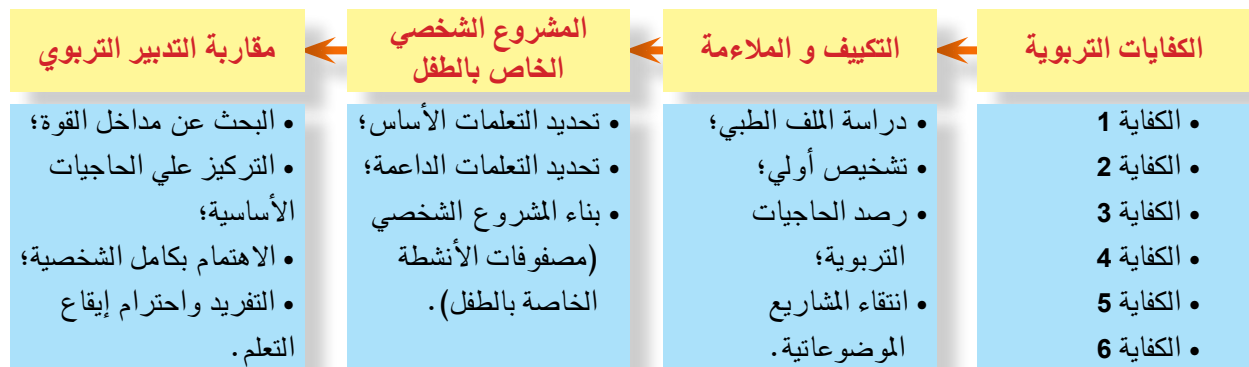 الكفايات التربوية
• الكفاية 1
• الكفاية 2
• الكفاية 3
• الكفاية 4
• الكفاية 5
• الكفاية 6
التكييف و الملاءمة
• دراسة الملف الطبي؛
• تشخيص أولي؛
• رصد الحاجيات
التربوية؛
• انتقاء المشاريع
الموضوعاتية.
المشروع الشخصي
الخاص بالطفل
• تحديد التعلمات الأساس؛
• تحديد التعلمات الداعمة؛
• بناء المشروع الشخصي
(مصفوفات الأنشطة
الخاصة بالطفل).
مقاربة التدبير التربوي
• البحث عن مداخل القوة؛
• التركيز علي الحاجيات
الأساسية؛
• الاهتمام بكامل الشخصية؛
• التفريد واحترام إيقاع
التعلم.